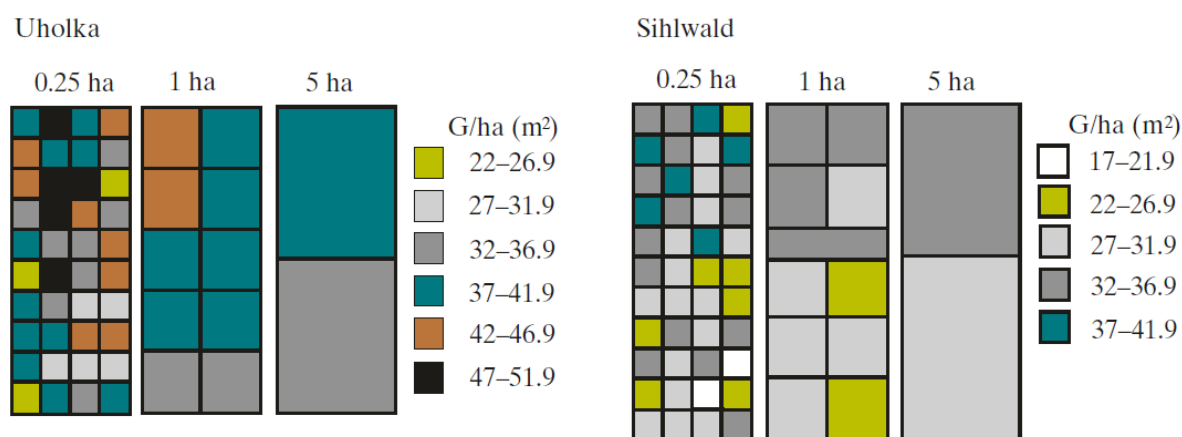 Uholka
0.25 ha 1 ha 5 ha
G/ha (m²)
22–26.9
27–31.9
32–36.9
37–41.9
42–46.9
47–51.9
Sihlwald
0.25 ha 1 ha 5 ha
G/ha (m²)
17–21.9
22–26.9
27–31.9
32–36.9
37–41.9